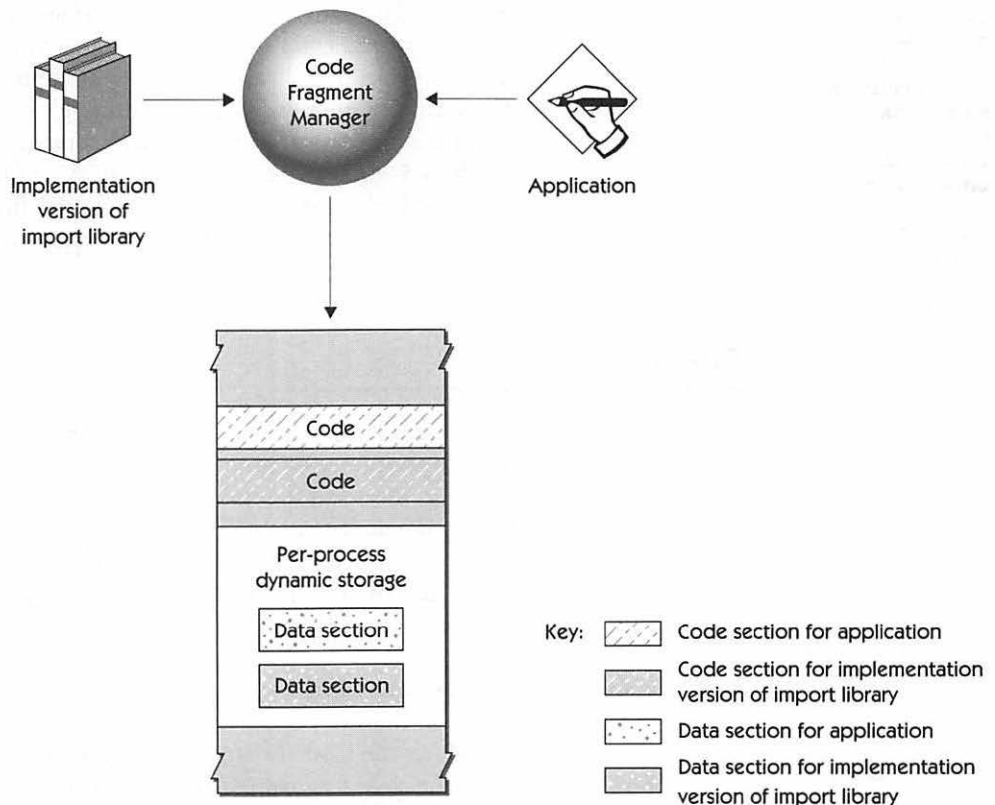 Code
Fragment
Manager
Implementation
version of
import library
Application
Code
Code
Per-process
dynamic storage
Data section
Data section
Key:
Code section for application
Code section for implementation
version of import library
Data section for application
Data section for implementation
version of import library